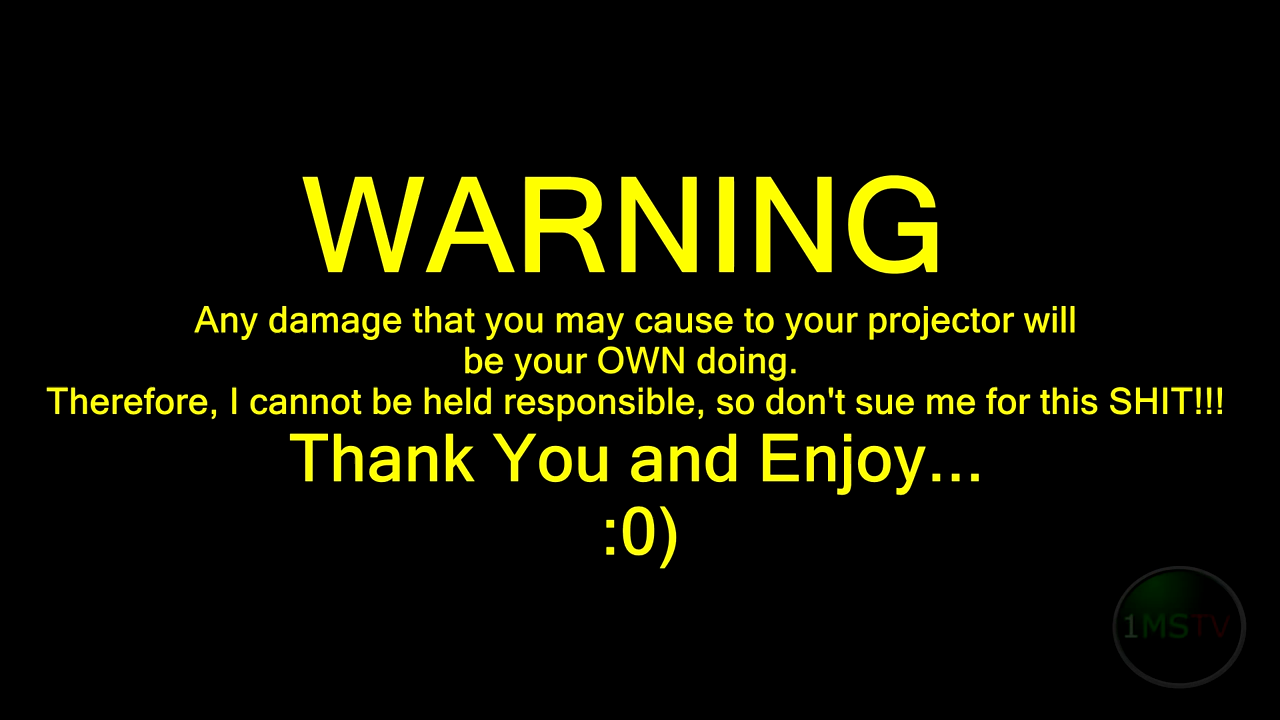 WARNING
Any damage that you may cause to your projector will
be your OWN doing.
Therefore, I cannot be held responsible, so don't sue me for this SHIT!!!
Thank You and Enjoy...
:0)
1MSTV